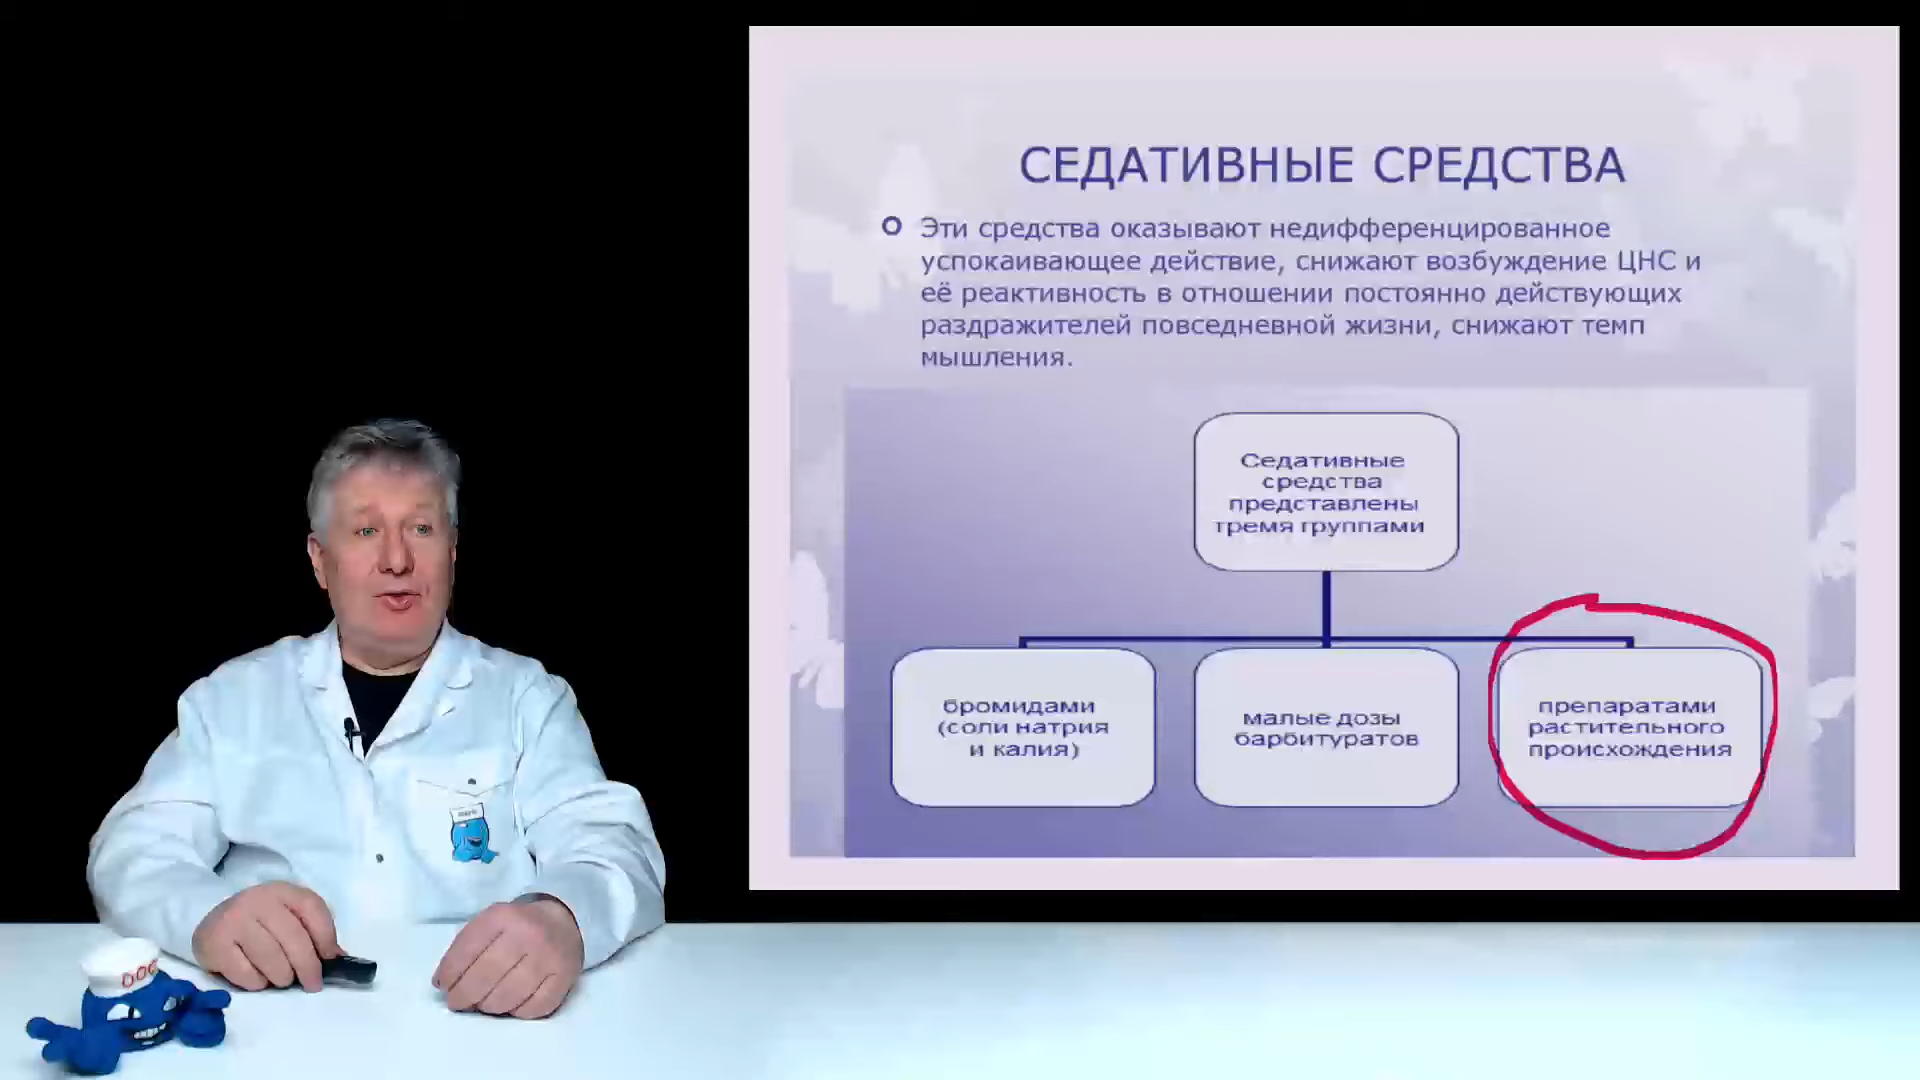 СЕДАТИВНЫЕ СРЕДСТВА
Эти средства оказывают недифференцированное
успокаивающее действие, снижают возбуждение ЦНС и
её реактивность в отношении постоянно действующих
раздражителей повседневной жизни, снижают темп
мышления.
Седативные
средства
представлены
тремя группами
бромидами
(соли натрия
и калия)
малые дозы
барбитуратов
препаратами
растительного
происхождения